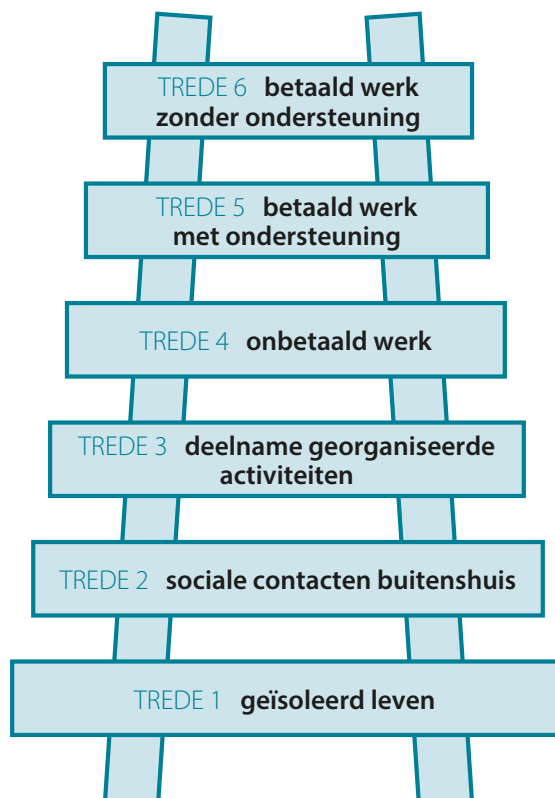 TREDE 6 betaald werk
zonder ondersteuning
TREDE 5 betaald werk
met ondersteuning
TREDE 4 onbetaald werk
TREDE 3 deelname georganiseerde
activiteiten
TREDE 2 sociale contacten buitenshuis
TREDE 1 geïsoleerd leven